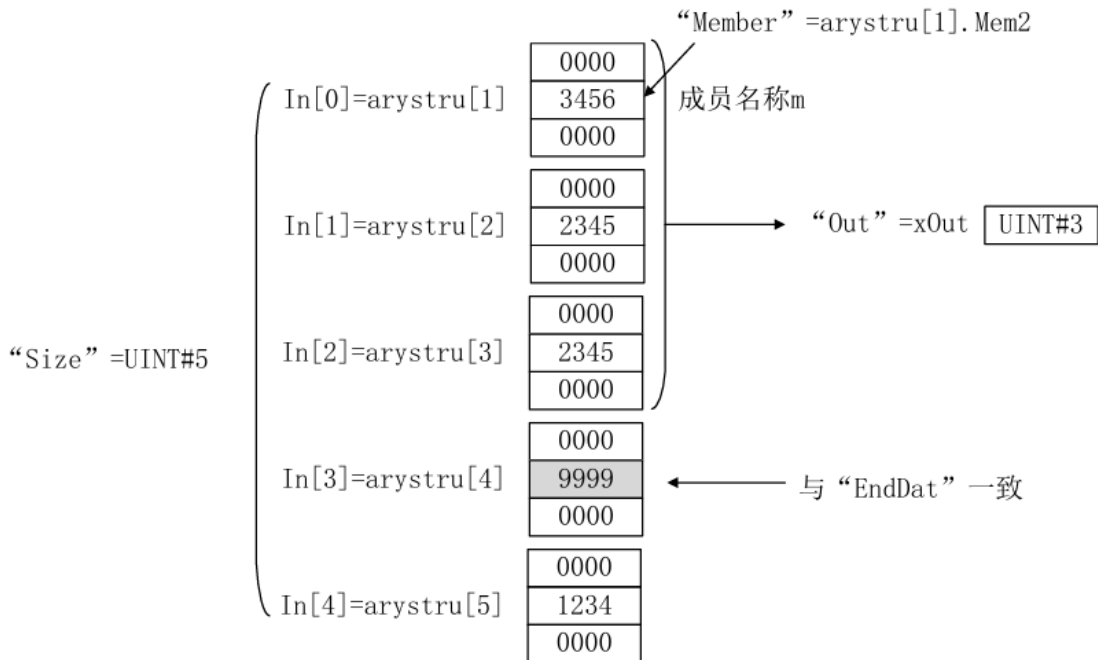 “Member”=arystru[1].Mem2
0000
In[0]=arystru[1] 3456 成员名称m
0000
0000
In[1]=arystru[2] 2345 “Out”=xOut UINT#3
0000
0000
“Size”=UINT#5 In[2]=arystru[3] 2345
0000
0000
In[3]=arystru[4] 9999 与“EndDat”一致
0000
0000
In[4]=arystru[5] 1234
0000